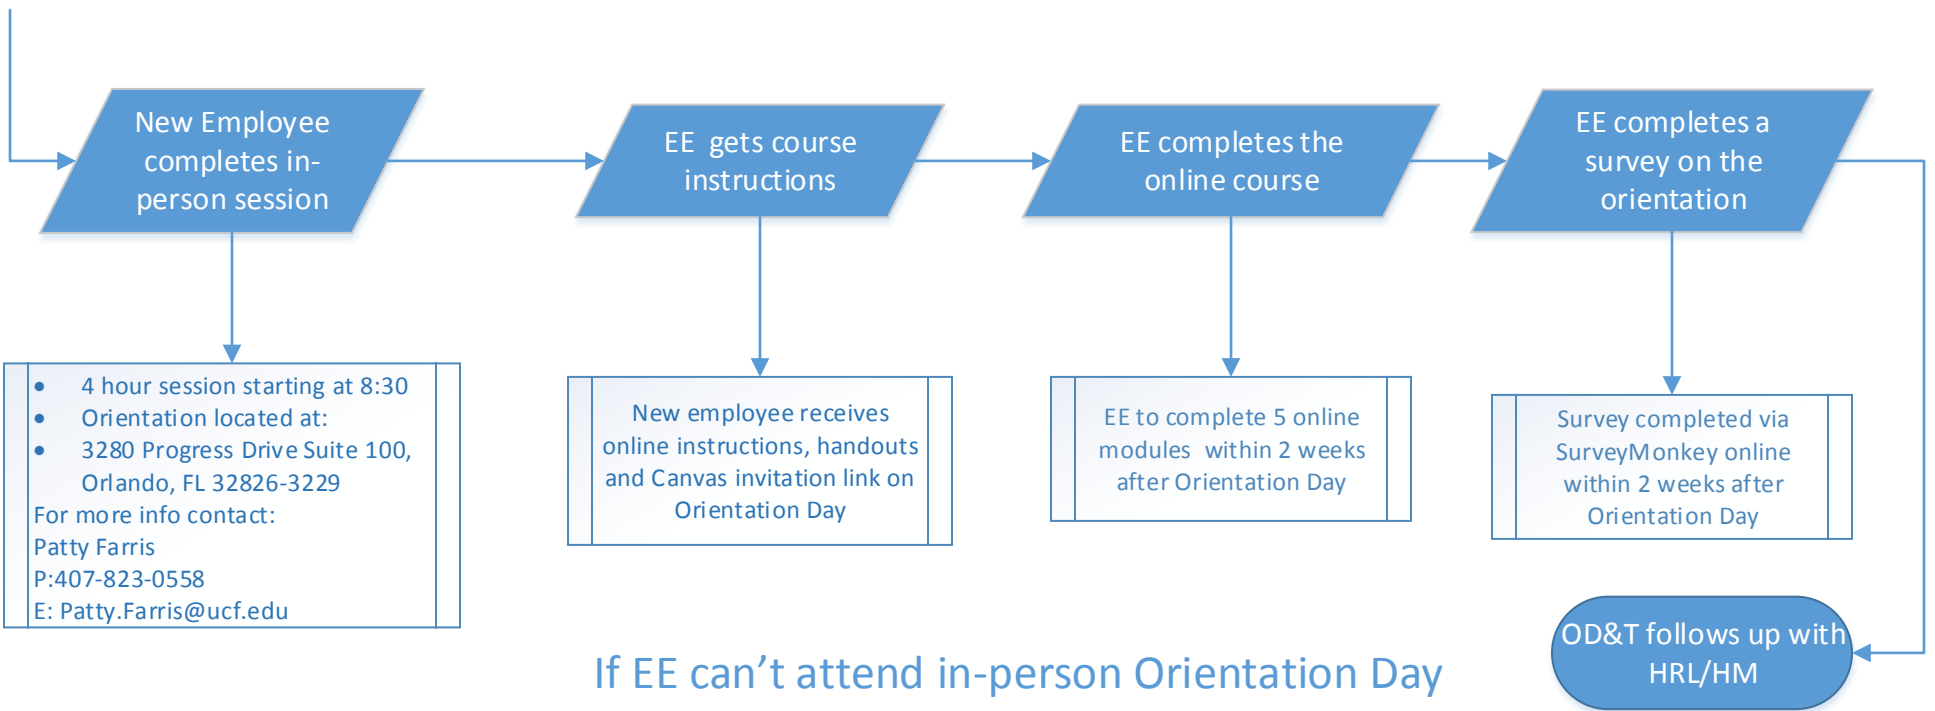 New Employee
completes in-
person session
EE gets course
instructions
EE completes the
online course
EE completes a
survey on the
orientation
• 4 hour session starting at 8:30
• Orientation located at:
• 3280 Progress Drive Suite 100,
Orlando, FL 32826-3229
For more info contact:
Patty Farris
P:407-823-0558
E: Patty.Farris@ucf.edu
New employee receives
online instructions, handouts
and Canvas invitation link on
Orientation Day
EE to complete 5 online
modules within 2 weeks
after Orientation Day
Survey completed via
SurveyMonkey online
within 2 weeks after
Orientation Day
OD&T follows up with
HRL/HM
If EE can’t attend in-person Orientation Day